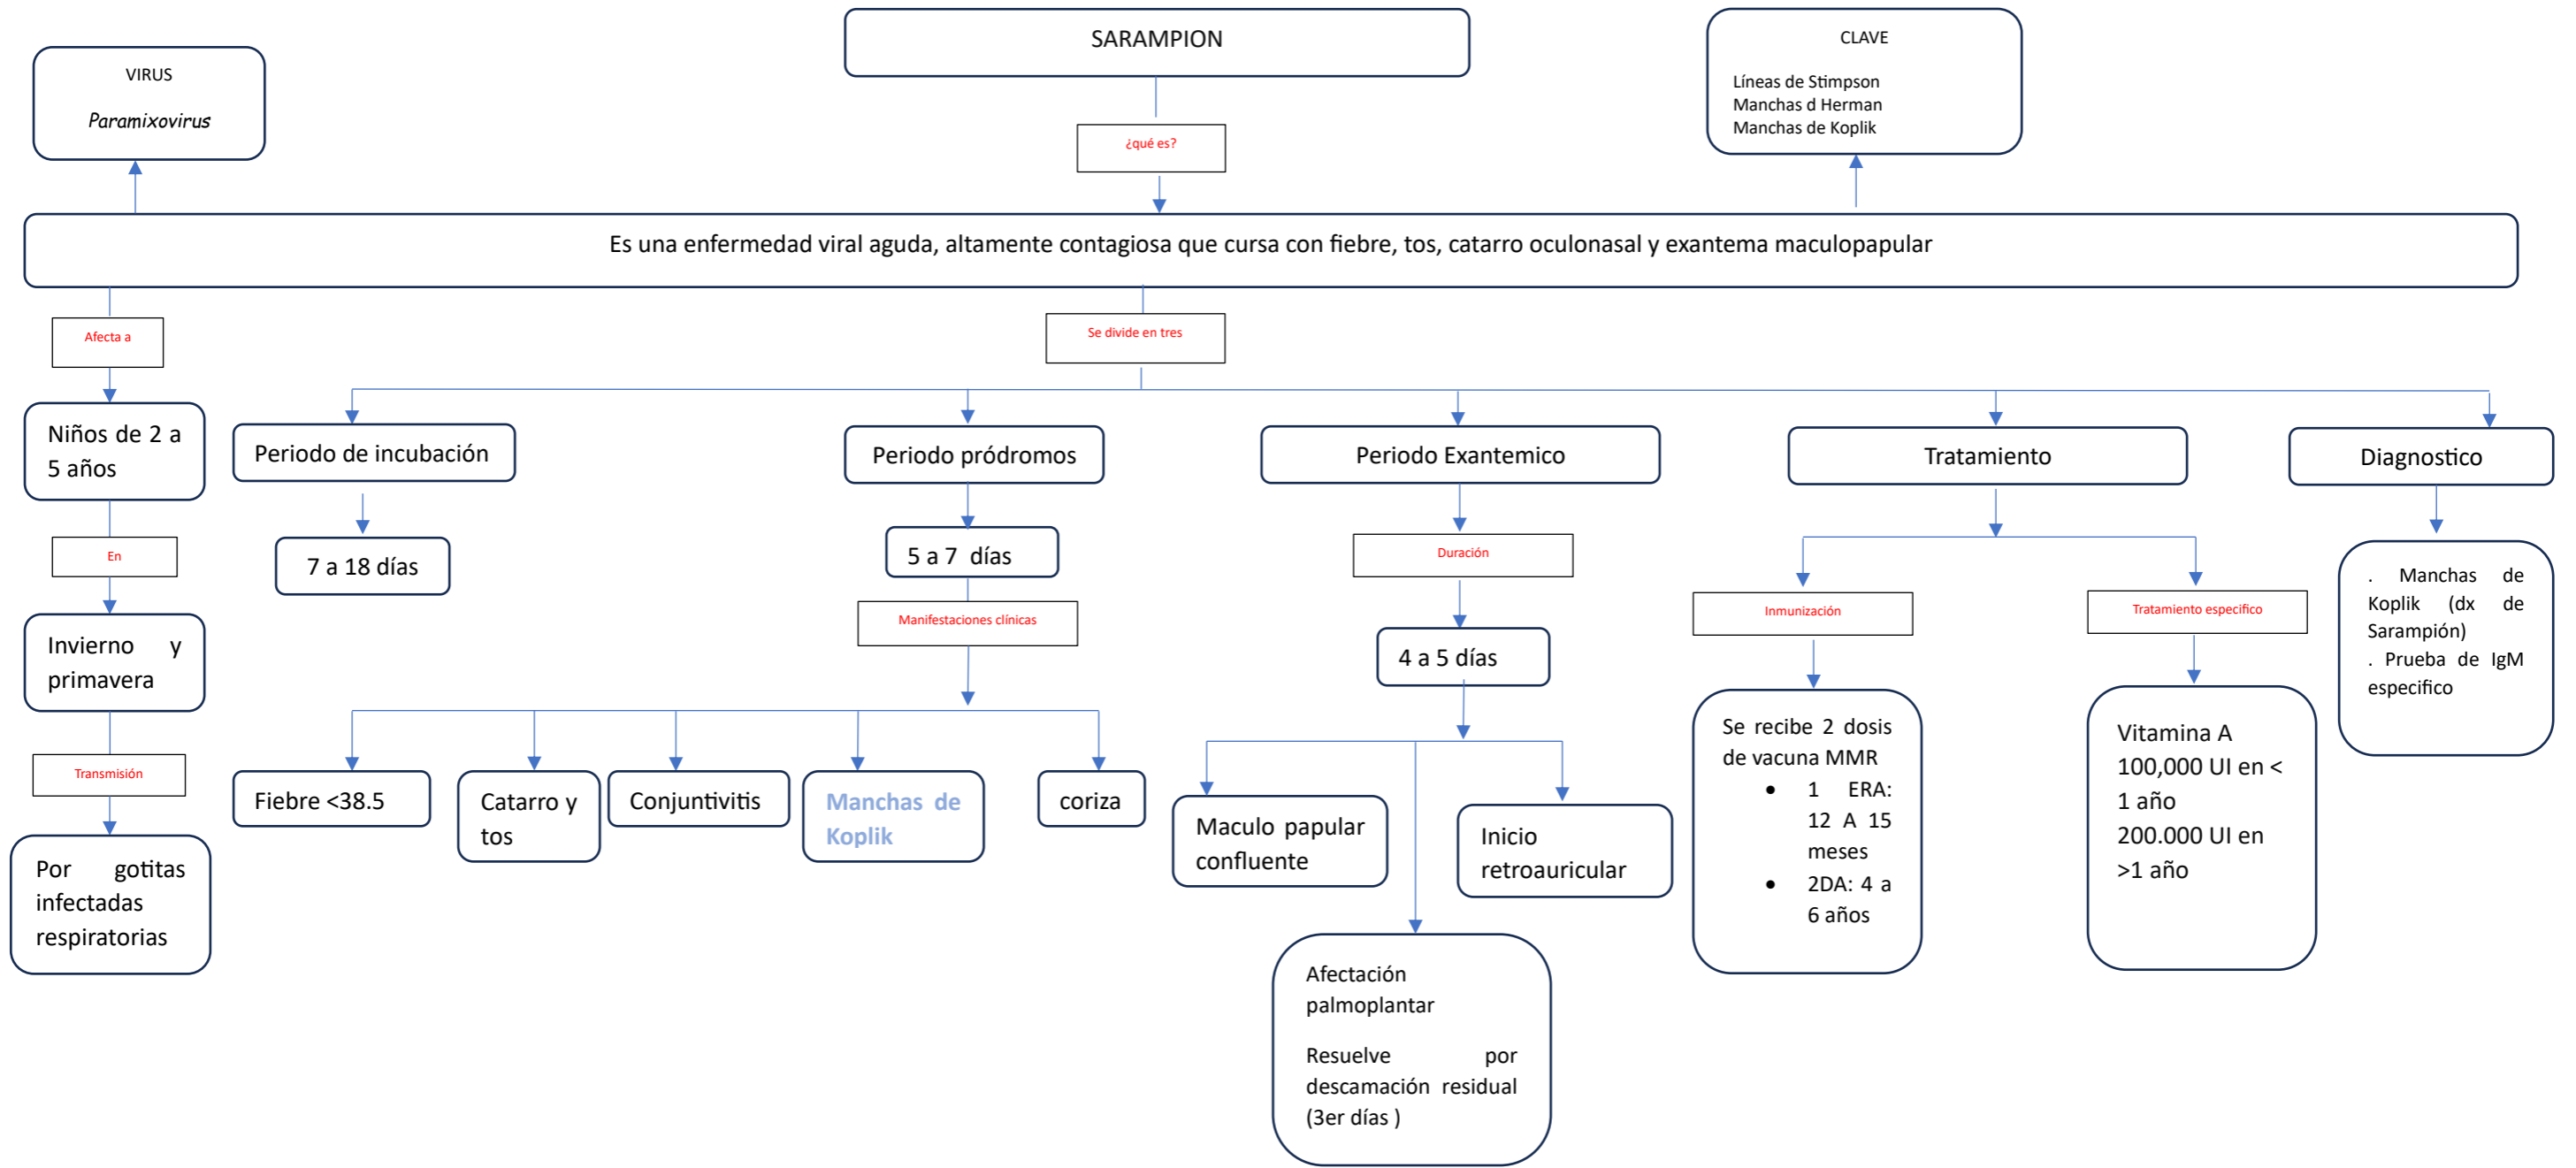 SARAMPION
VIRUS
Paramixovirus
CLAVE
Líneas de Stimpson
Manchas d Herman
Manchas de Koplik
¿qué es?
Es una enfermedad viral aguda, altamente contagiosa que cursa con fiebre, tos, catarro oculonasal y exantema maculopapular
Afecta a
Niños de 2 a
5 años
En
Invierno y
primavera
Transmisión
Por gotitas
infectadas
respiratorias
Se divide en tres
Periodo de incubación
7 a 18 días
Periodo pródromos
5 a 7 días
Manifestaciones clínicas
Fiebre <38.5
Catarro y
tos
Conjuntivitis
Manchas de
Koplik
coriza
Periodo Exantemico
Duración
4 a 5 días
Maculo papular
confluente
Afectación
palmoplantar
Resuelve por
descamación residual
(3er días )
Inicio
retroauricular
Tratamiento
Inmunización
Se recibe 2 dosis
de vacuna MMR
• 1 ERA:
12 A 15
meses
• 2DA: 4 a
6 años
Tratamiento especifico
Vitamina A
100,000 UI en <
1 año
200.000 UI en
>1 año
Diagnostico
. Manchas de
Koplik (dx de
Sarampión)
. Prueba de IgM
especifico